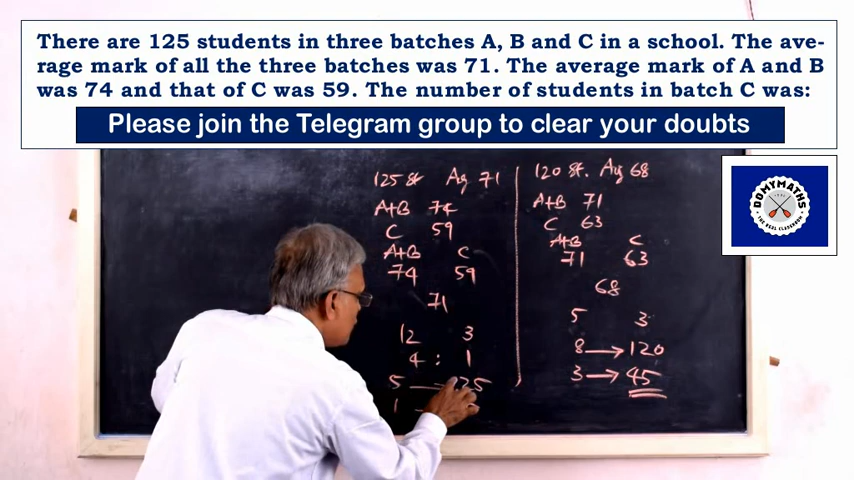 There are 125 students in three batches A, B and C in a school. The ave-
rage mark of all the three batches was 71. The average mark of A and B
was 74 and that of C was 59. The number of students in batch C was:
Please join the Telegram group to clear your doubts
DOMYMATHS
THE REEL CLASSROOM
125 St Avg 71
A+B 74
C 59
A+B C
74 59
71
12 3
4 : 1
5
1
120 St. Avg 68
A+B 71
C 63
A+B C
71 63
68
5 3
8 → 120
3 → 45